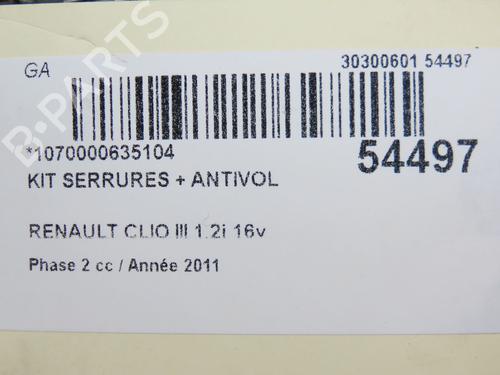 GA
30300601 54497
*1070000635104
54497
KIT SERRURES + ANTIVOL
RENAULT CLIO III 1.2i 16v
Phase 2 cc / Année 2011
B-PARTS